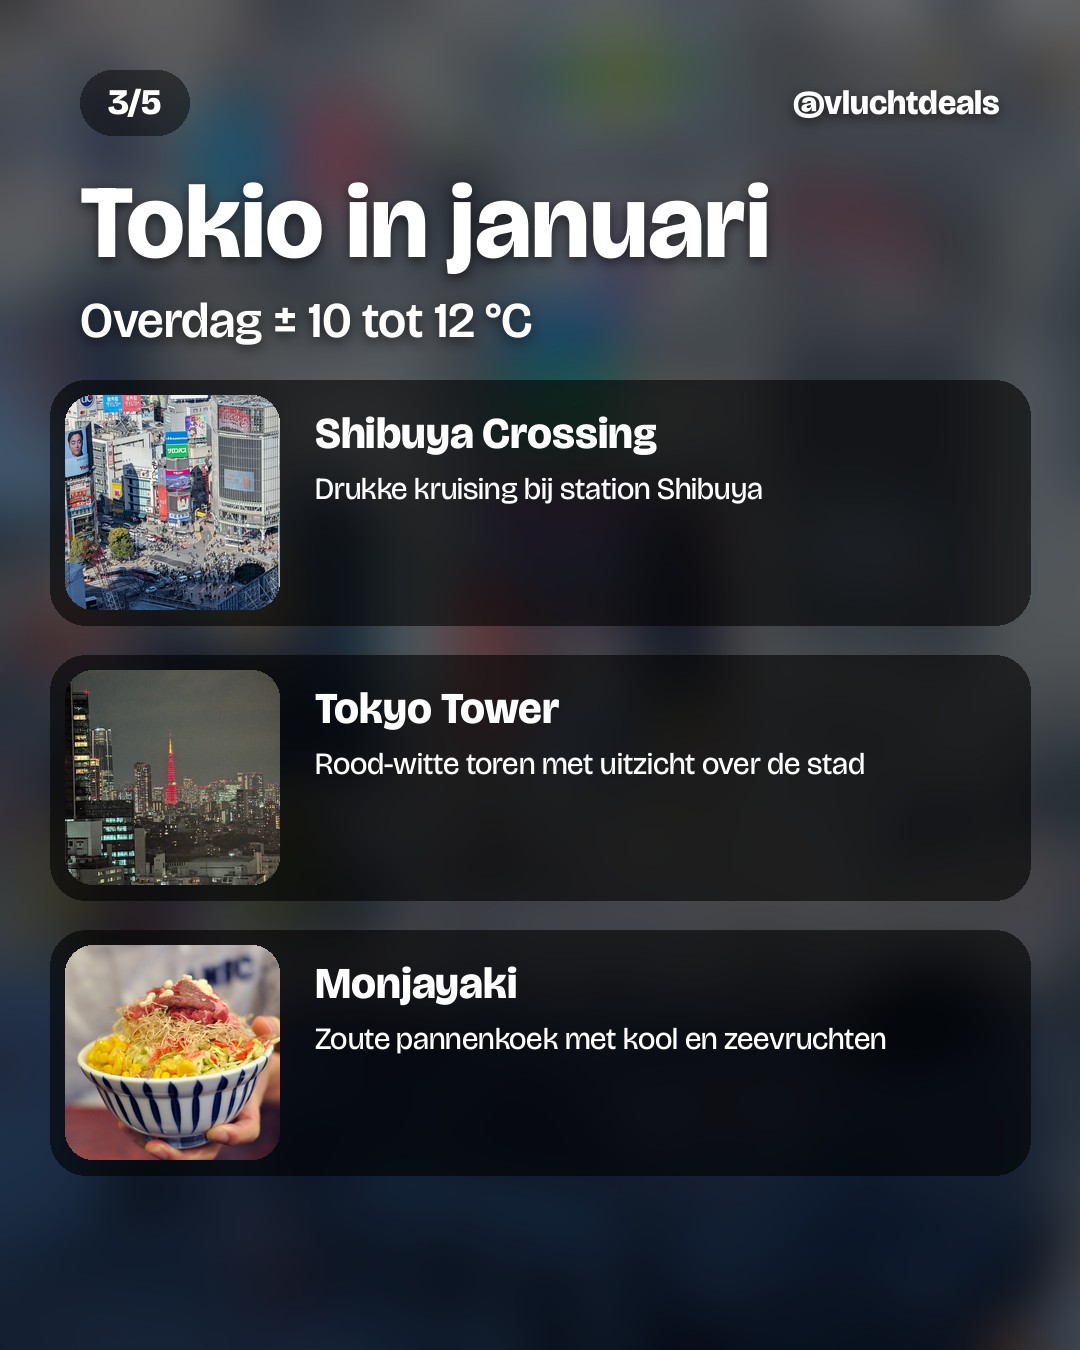 3/5
@vluchtdeals
Tokio in januari
Overdag ± 10 tot 12 °C
Shibuya Crossing
Drukke kruising bij station Shibuya
Tokyo Tower
Rood-witte toren met uitzicht over de stad
Monjayaki
Zoute pannenkoek met kool en zeevruchten